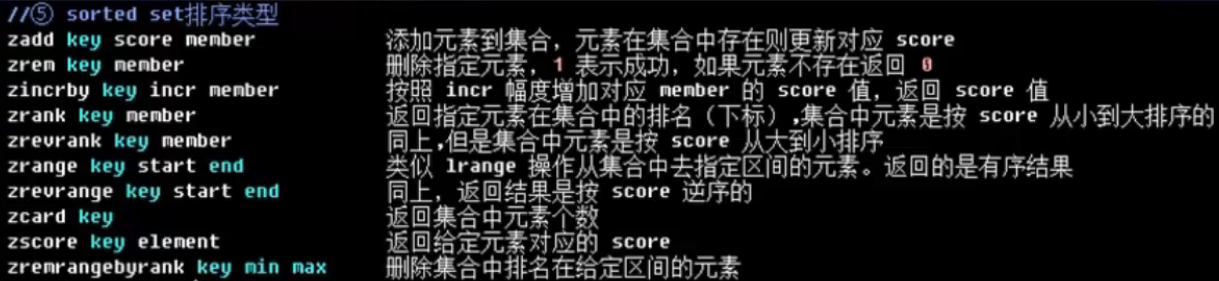 //⑤ sorted set排序类型
zadd key score member 添加元素到集合，元素在集合中存在则更新对应 score
zrem key member 删除指定元素，1 表示成功，如果元素不存在返回 0
zincrby key incr member 按照 incr 幅度增加对应 member 的 score 值，返回 score 值
zrank key member 返回指定元素在集合中的排名（下标）,集合中元素是按 score 从小到大排序的
zrevrank key member 同上,但是集合中元素是按 score 从大到小排序
zrange key start end 类似 lrange 操作从集合中去指定区间的元素。返回的是有序结果
zrevrange key start end 同上，返回结果是按 score 逆序的
zcard key 返回集合中元素个数
zscore key element 返回给定元素对应的 score
zremrangebyrank key min max 删除集合中排名在给定区间的元素